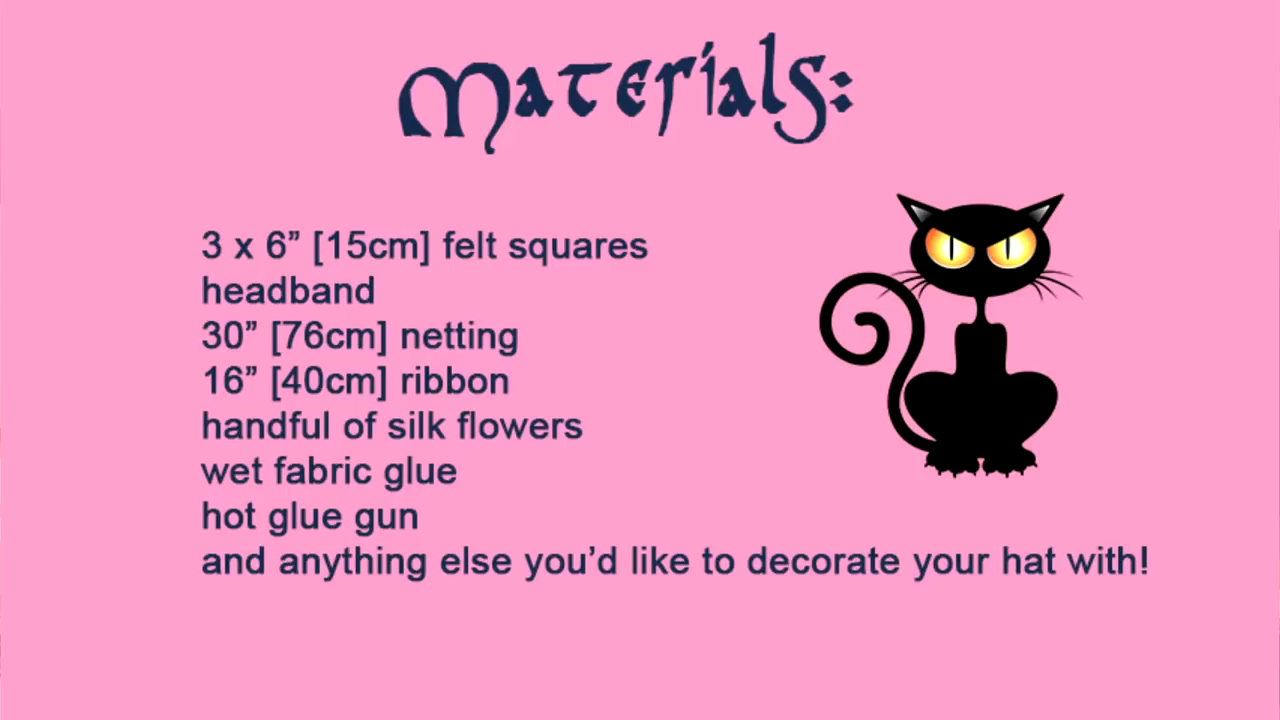 Materials:
3 x 6” [15cm] felt squares
headband
30” [76cm] netting
16” [40cm] ribbon
handful of silk flowers
wet fabric glue
hot glue gun
and anything else you’d like to decorate your hat with!